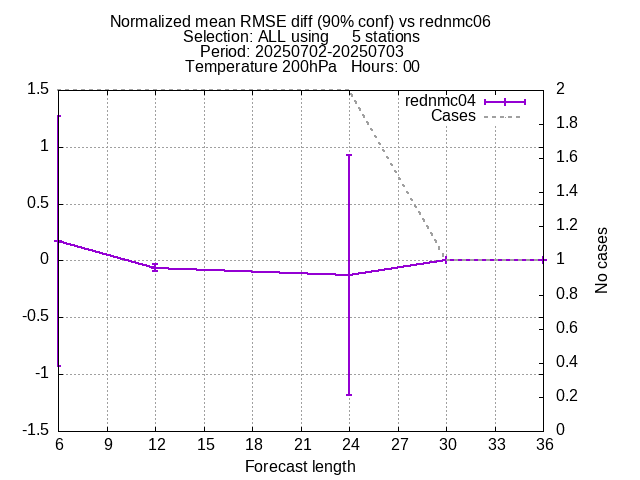 Normalized mean RMSE diff (90% conf) vs rednmc06
Selection: ALL using     5 stations
Period: 20250702-20250703
Temperature 200hPa   Hours: 00
rednmc04
Cases
1.5
1
0.5
0
-0.5
-1
-1.5
2
1.8
1.6
1.4
1.2
1
0.8
0.6
0.4
0.2
0
No cases
6 9 12 15 18 21 24 27 30 33 36
Forecast length